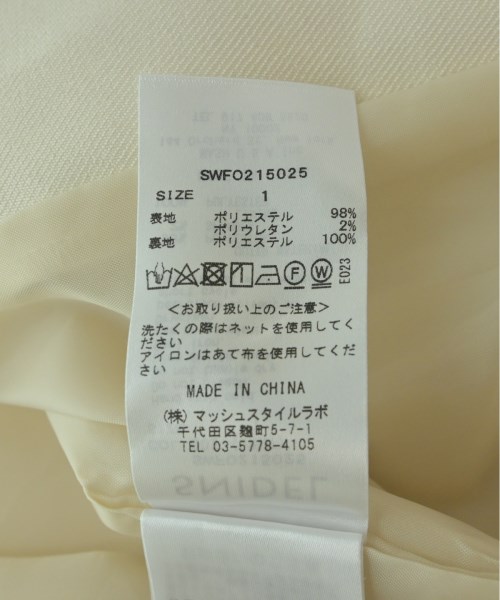 SWFO215025
SIZE 1
表地 ポリエステル 98%
ポリウレタン 2%
裏地 ポリエステル 100%
F W E023
<お取り扱い上のご注意>
洗たくの際はネットを使用してく
ださい
アイロンはあて布を使用してくだ
さい
MADE IN CHINA
(株) マッシュスタイルラボ
千代田区麹町5-7-1
TEL 03-5778-4105
SWFO215025
SNIDEL